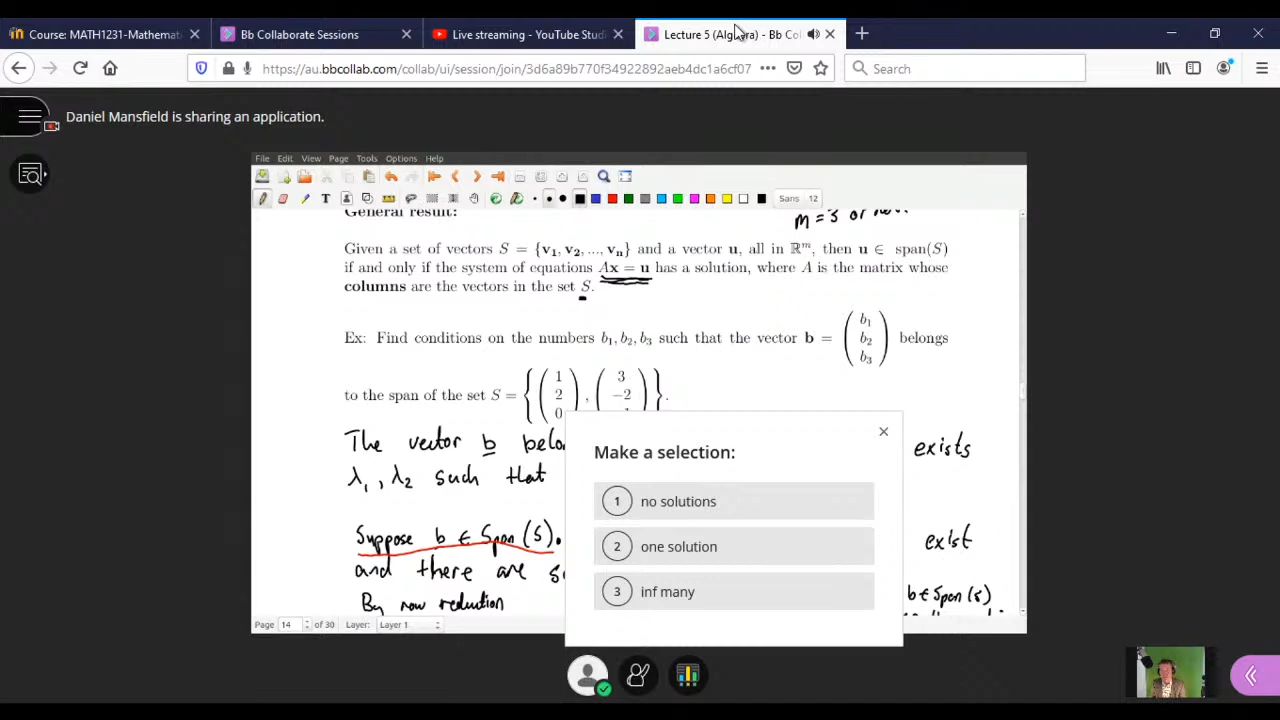 Course: MATH1231-Mathemat
Bb Collaborate Sessions
Live streaming - YouTube Stud
Lecture 5 (Algebra) - Bb Col
https://au.bbcollab.com/collab/ui/session/join/3d6a89b770f34922892aeb4dc1a6cf07
Search
Daniel Mansfield is sharing an application.
File Edit View Page Tools Options Help
Sans 12
General result:
m = 3
Given a set of vectors S = {v₁, v₂, ..., vₙ} and a vector u, all in ℝᵐ, then u ∈ span(S)
if and only if the system of equations Ax = u has a solution, where A is the matrix whose
columns are the vectors in the set S.
Ex: Find conditions on the numbers b₁, b₂, b₃ such that the vector b = (b₁ b₂ b₃) belongs
to the span of the set S = {(1 2 0), (3 −2 −1)}.
The vector b belo exists
λ₁, λ₂ such that
Suppose b ∈ Span (S). exist
and there are s
b ∈ Span (S)
By row reduction
Make a selection:
1 no solutions
2 one solution
3 inf many
Page 14 of 30 Layer: Layer 1